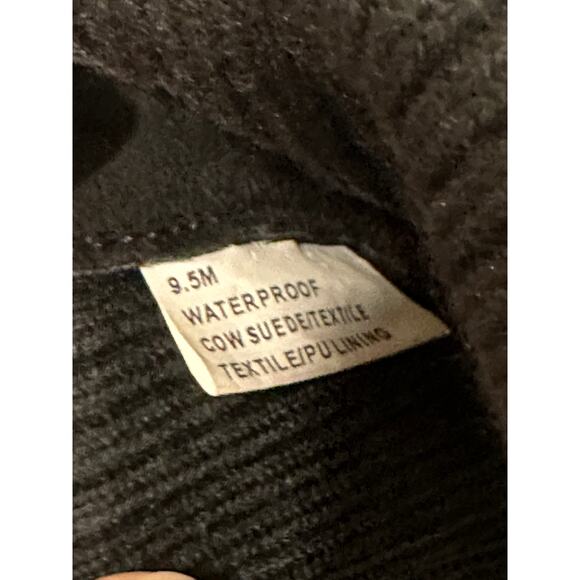 9.5M
WATERPROOF
COW SUEDE/TEXTILE
TEXTILE/PU LINING